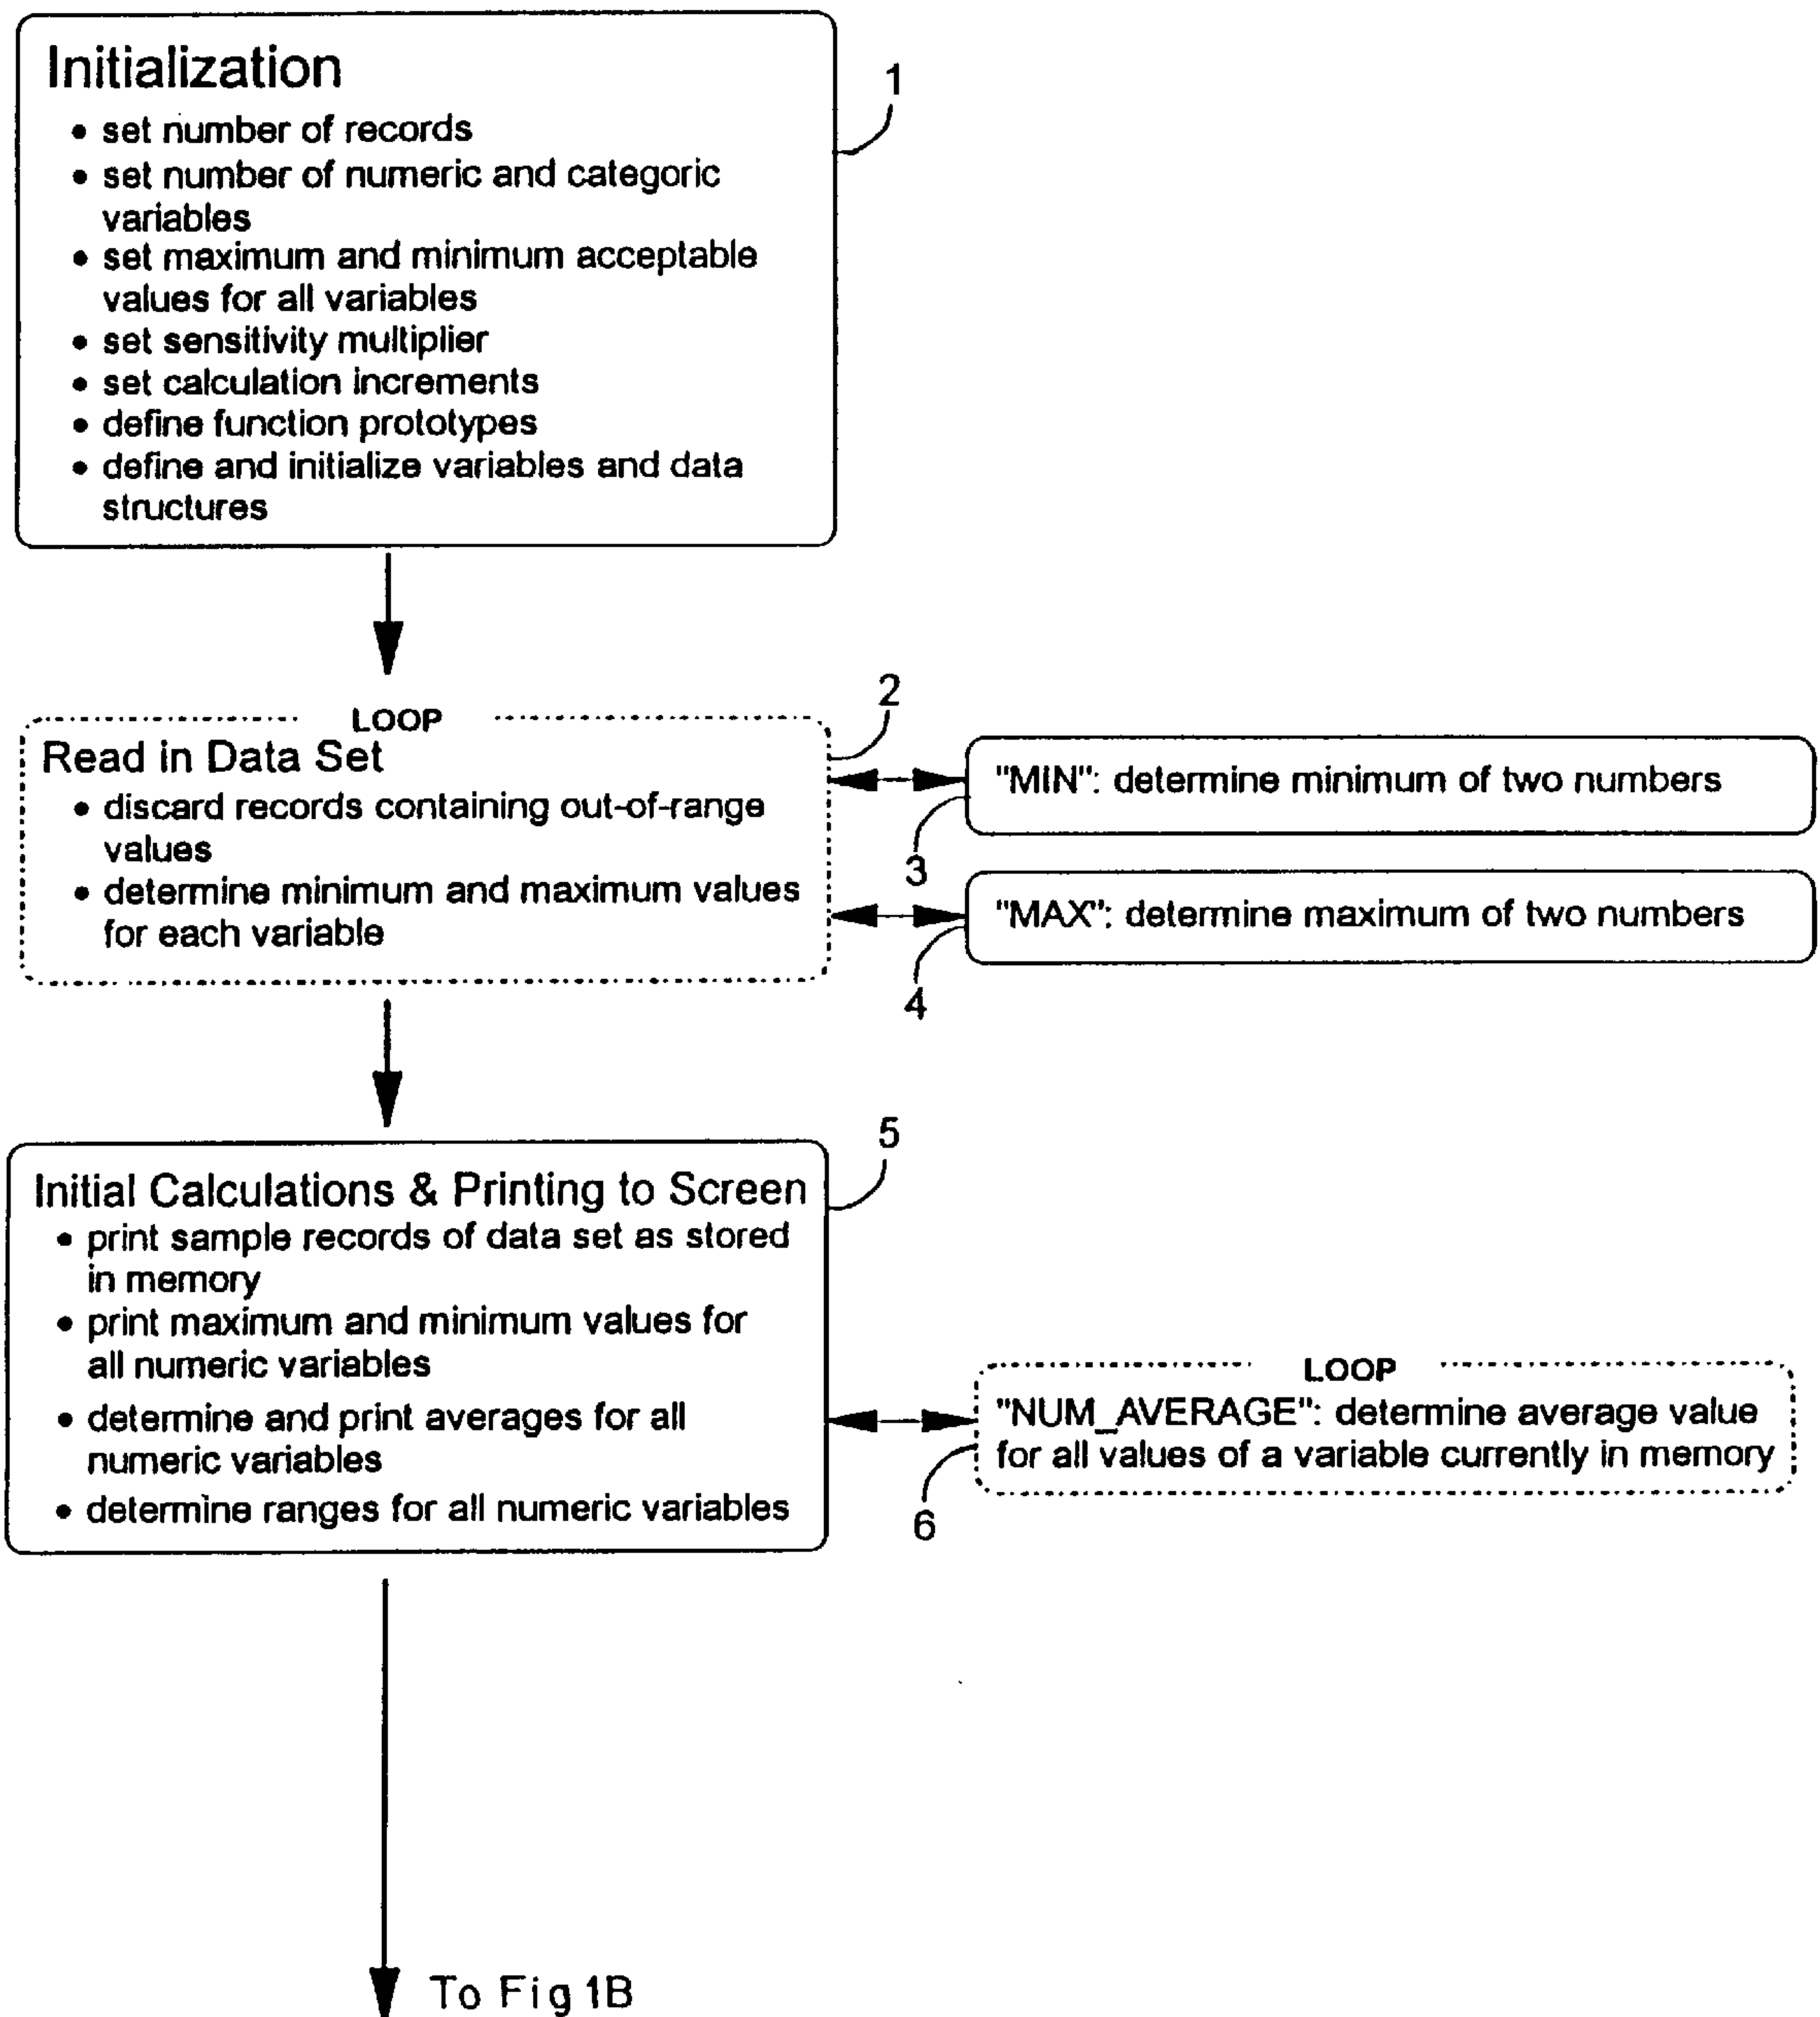 Initialization
1
• set number of records
• set number of numeric and categoric
variables
• set maximum and minimum acceptable
values for all variables
• set sensitivity multiplier
• set calculation increments
• define function prototypes
• define and initialize variables and data
structures
2
LOOP
Read in Data Set
• discard records containing out-of-range
values
• determine minimum and maximum values
for each variable
"MIN": determine minimum of two numbers
3
"MAX": determine maximum of two numbers
4
5
Initial Calculations & Printing to Screen
• print sample records of data set as stored
in memory
• print maximum and minimum values for
all numeric variables
• determine and print averages for all
numeric variables
• determine ranges for all numeric variables
LOOP
"NUM_AVERAGE": determine average value
for all values of a variable currently in memory
6
To Fig 1B